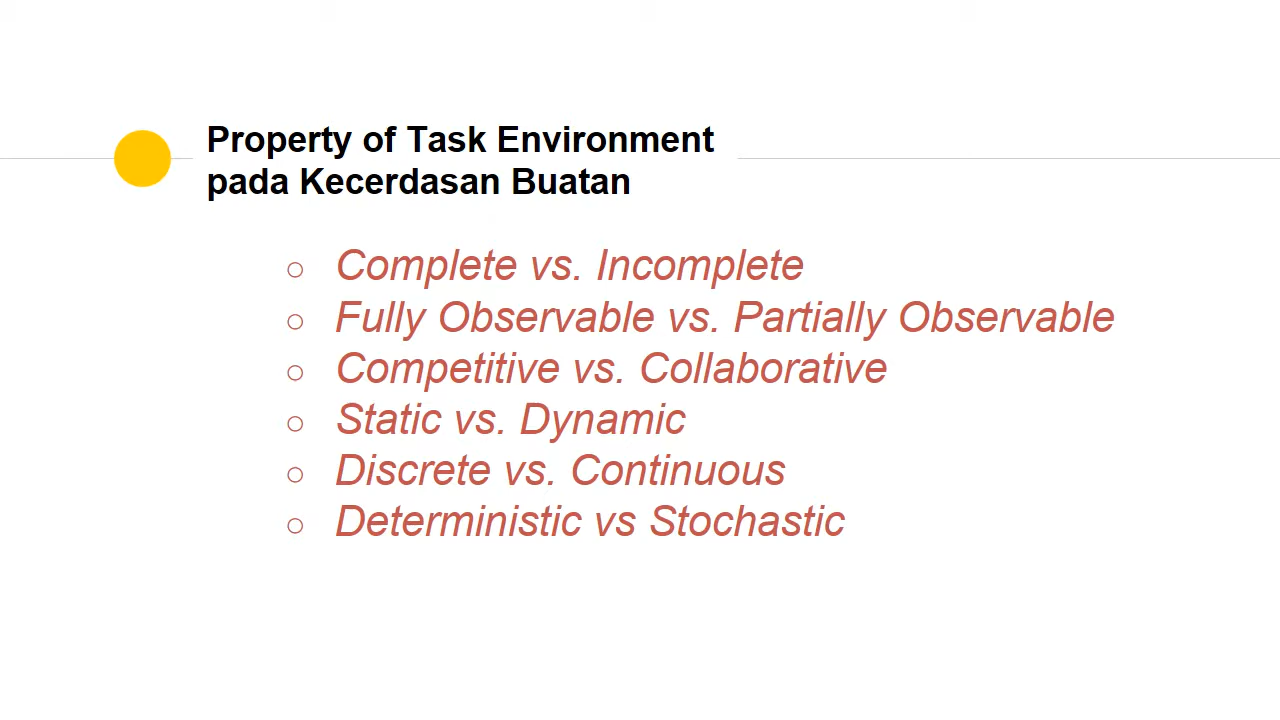 Property of Task Environment
pada Kecerdasan Buatan
○ Complete vs. Incomplete
○ Fully Observable vs. Partially Observable
○ Competitive vs. Collaborative
○ Static vs. Dynamic
○ Discrete vs. Continuous
○ Deterministic vs Stochastic